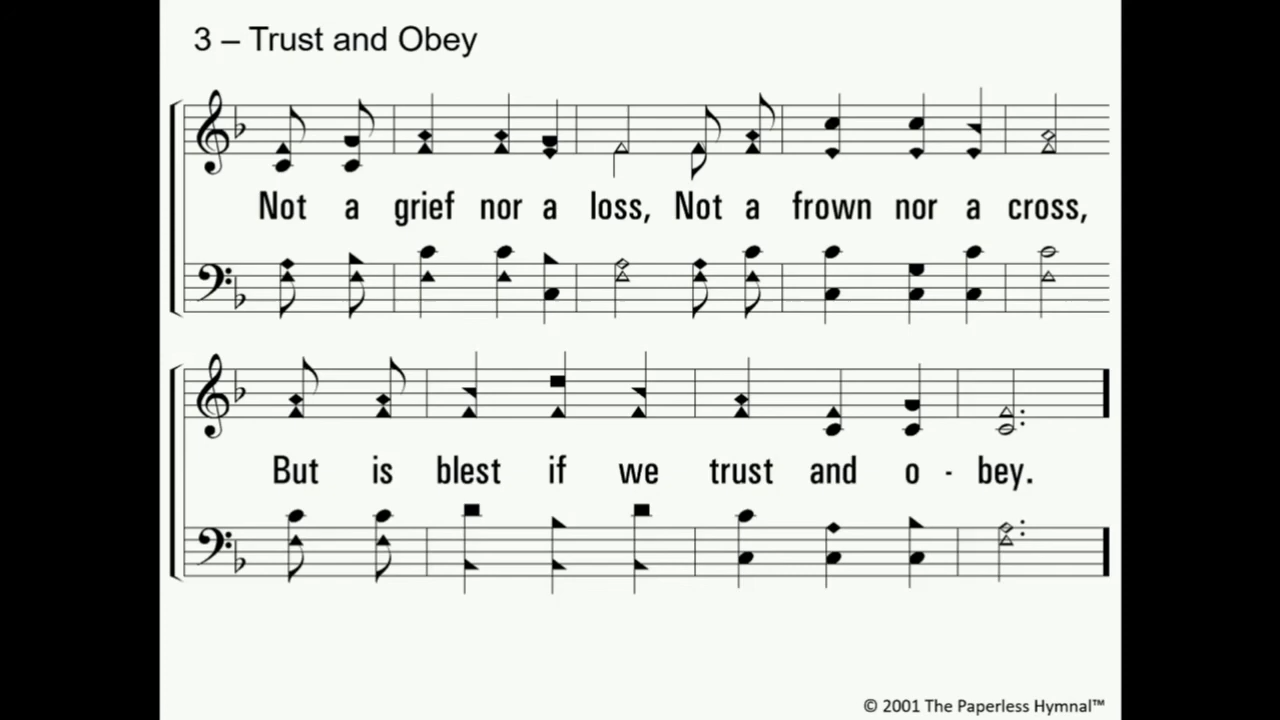 3 – Trust and Obey
Not a grief nor a loss, Not a frown nor a cross,
But is blest if we trust and o - bey.
© 2001 The Paperless Hymnal™